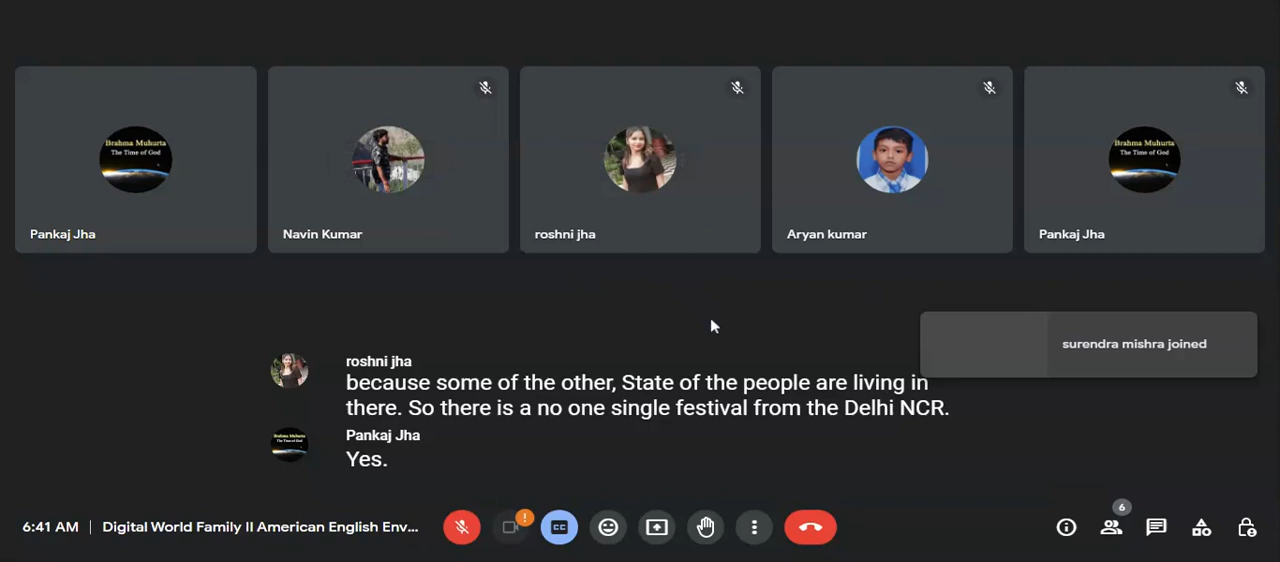 Brahma Muhurta
The Time of God
Brahma Muhurta
The Time of God
Pankaj Jha
Navin Kumar
roshni jha
Aryan kumar
Pankaj Jha
surendra mishra joined
roshni jha
because some of the other, State of the people are living in
there. So there is a no one single festival from the Delhi NCR.
Brahma Muhurta
Pankaj Jha
Yes.
6:41 AM | Digital World Family II American English Env...
!
CC
6